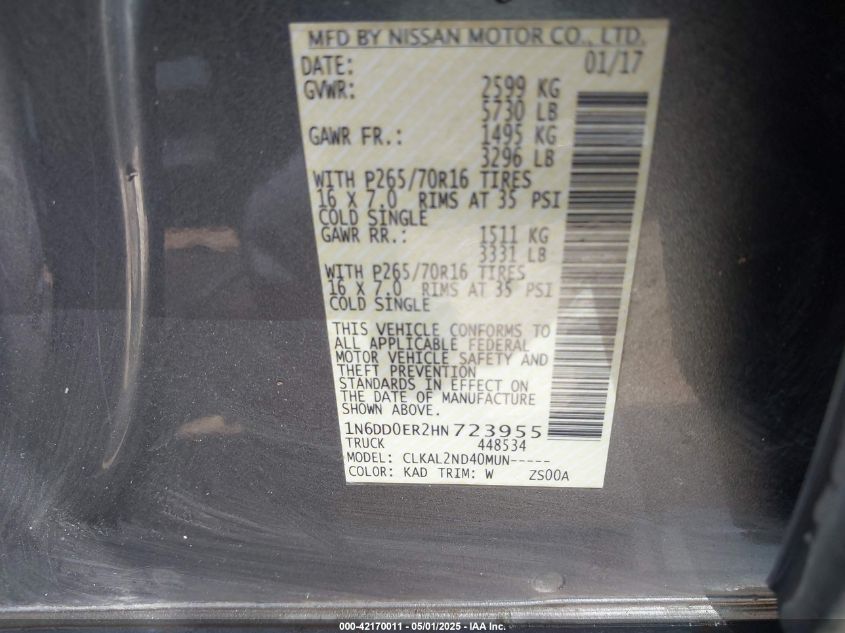 MFD BY NISSAN MOTOR CO., LTD.
DATE: 01/17
GVWR: 2599 KG
5730 LB
GAWR FR.: 1495 KG
3296 LB
WITH P265/70R16 TIRES
16 X 7.0 RIMS AT 35 PSI
COLD SINGLE
GAWR RR.: 1511 KG
3331 LB
WITH P265/70R16 TIRES
16 X 7.0 RIMS AT 35 PSI
COLD SINGLE
THIS VEHICLE CONFORMS TO
ALL APPLICABLE FEDERAL
MOTOR VEHICLE SAFETY AND
THEFT PREVENTION
STANDARDS IN EFFECT ON
THE DATE OF MANUFACTURE
SHOWN ABOVE.
1N6DD0ER2HN723955
TRUCK 448534
MODEL: CLKAL2ND40MUN-----
COLOR: KAD TRIM: W ZS00A
000-42170011 - 05/01/2025 - IAA Inc.